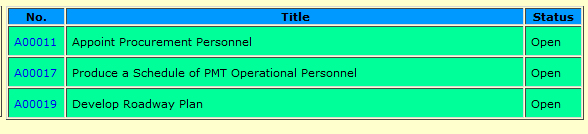 No. Title Status
A00011 Appoint Procurement Personnel Open
A00017 Produce a Schedule of PMT Operational Personnel Open
A00019 Develop Roadway Plan Open